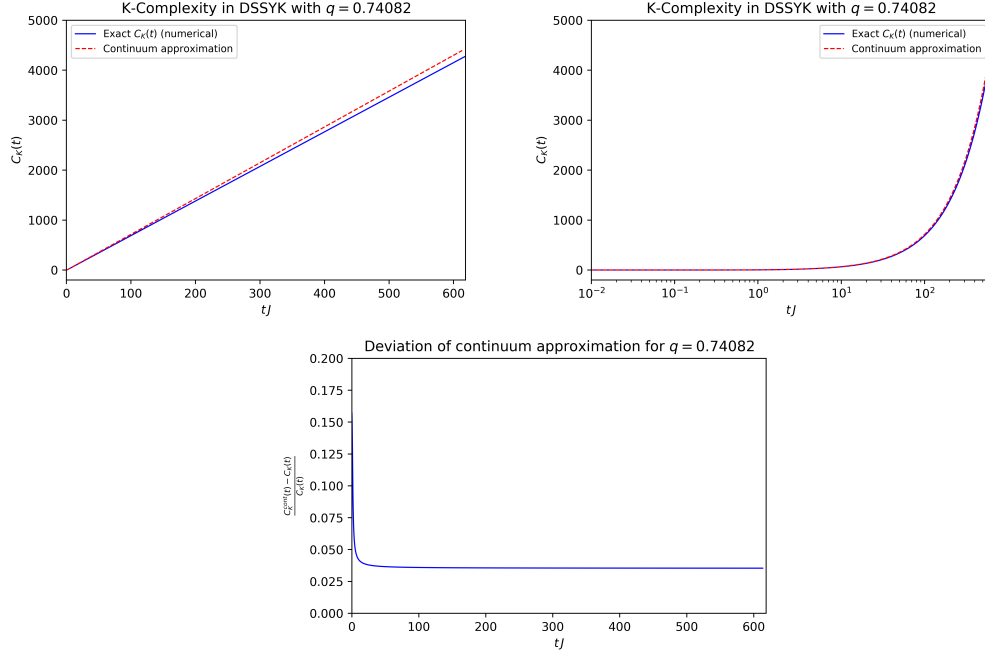 K-Complexity in DSSYK with q = 0.74082
Exact C_K(t) (numerical)
Continuum approximation
5000
4000
3000
2000
1000
0
C_K(t)
0 100 200 300 400 500 600
tJ
K-Complexity in DSSYK with q = 0.74082
Exact C_K(t) (numerical)
Continuum approximation
5000
4000
3000
2000
1000
0
C_K(t)
10^{-2} 10^{-1} 10^0 10^1 10^2
tJ
Deviation of continuum approximation for q = 0.74082
0.200
0.175
0.150
0.125
0.100
0.075
0.050
0.025
0.000
C_K^{cont}(t) − C_K(t)
C_K(t)
0 100 200 300 400 500 600
tJ